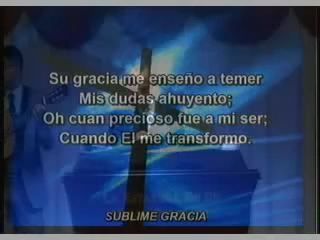 Su gracia me enseño a temer
Mis dudas ahuyento;
Oh cuan precioso fue a mi ser;
Cuando El me transformo.
SUBLIME GRACIA